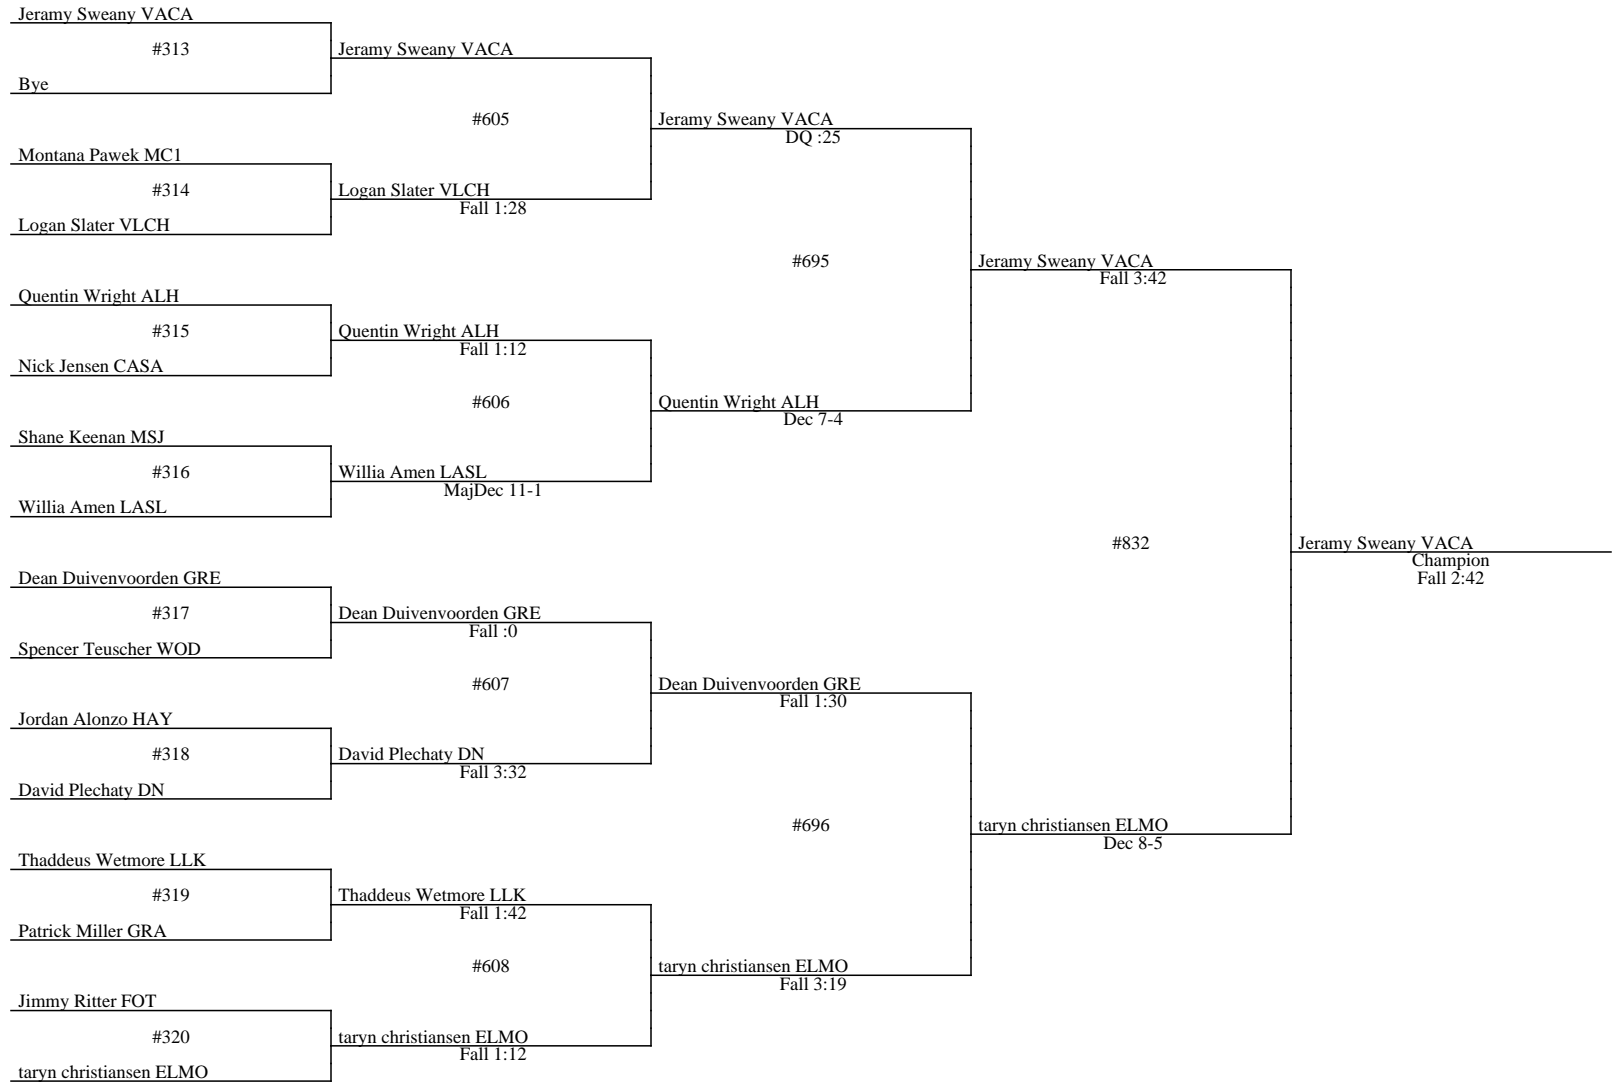 Jeramy Sweany VACA
#313
Bye
Montana Pawek MC1
#314
Logan Slater VLCH
Quentin Wright ALH
#315
Nick Jensen CASA
Shane Keenan MSJ
#316
Willia Amen LASL
Dean Duivenvoorden GRE
#317
Spencer Teuscher WOD
Jordan Alonzo HAY
#318
David Plechaty DN
Thaddeus Wetmore LLK
#319
Patrick Miller GRA
Jimmy Ritter FOT
#320
taryn christiansen ELMO
Jeramy Sweany VACA
#605
Logan Slater VLCH
Fall 1:28
Quentin Wright ALH
Fall 1:12
#606
Willia Amen LASL
MajDec 11-1
Dean Duivenvoorden GRE
Fall :0
#607
David Plechaty DN
Fall 3:32
Thaddeus Wetmore LLK
Fall 1:42
#608
taryn christiansen ELMO
Fall 1:12
Jeramy Sweany VACA
DQ :25
#695
Quentin Wright ALH
Dec 7-4
Dean Duivenvoorden GRE
Fall 1:30
#696
taryn christiansen ELMO
Fall 3:19
Jeramy Sweany VACA
Fall 3:42
#832
taryn christiansen ELMO
Dec 8-5
Jeramy Sweany VACA
Champion
Fall 2:42